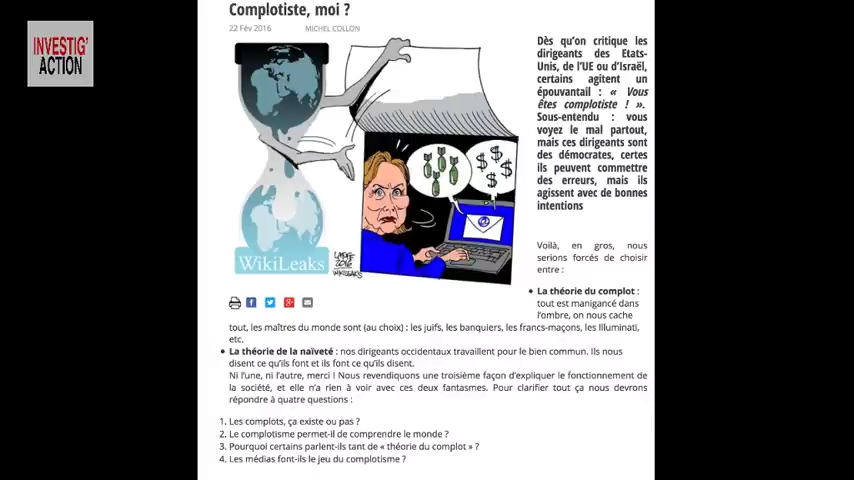 INVESTIG'
ACTION
Complotiste, moi ?
22 Fév 2016 MICHEL COLLON
WikiLeaks
LATUFF
2016
WIKILEAKS
$ $
$ $
@
Dès qu'on critique les
dirigeants des Etats-
Unis, de l'UE ou d'Israël,
certains agitent un
épouvantail : « Vous
êtes complotiste ! ».
Sous-entendu : vous
voyez le mal partout,
mais ces dirigeants sont
des démocrates, certes
ils peuvent commettre
des erreurs, mais ils
agissent avec de bonnes
intentions
Voilà, en gros, nous
serions forcés de choisir
entre :
• La théorie du complot :
tout est manigancé dans
l'ombre, on nous cache
tout, les maîtres du monde sont (au choix) : les juifs, les banquiers, les francs-maçons, les Illuminati,
etc.
• La théorie de la naïveté : nos dirigeants occidentaux travaillent pour le bien commun. Ils nous
disent ce qu'ils font et ils font ce qu'ils disent.
Ni l'une, ni l'autre, merci ! Nous revendiquons une troisième façon d'expliquer le fonctionnement de
la société, et elle n'a rien à voir avec ces deux fantasmes. Pour clarifier tout ça nous devrons
répondre à quatre questions :
1. Les complots, ça existe ou pas ?
2. Le complotisme permet-il de comprendre le monde ?
3. Pourquoi certains parlent-ils tant de « théorie du complot » ?
4. Les médias font-ils le jeu du complotisme ?